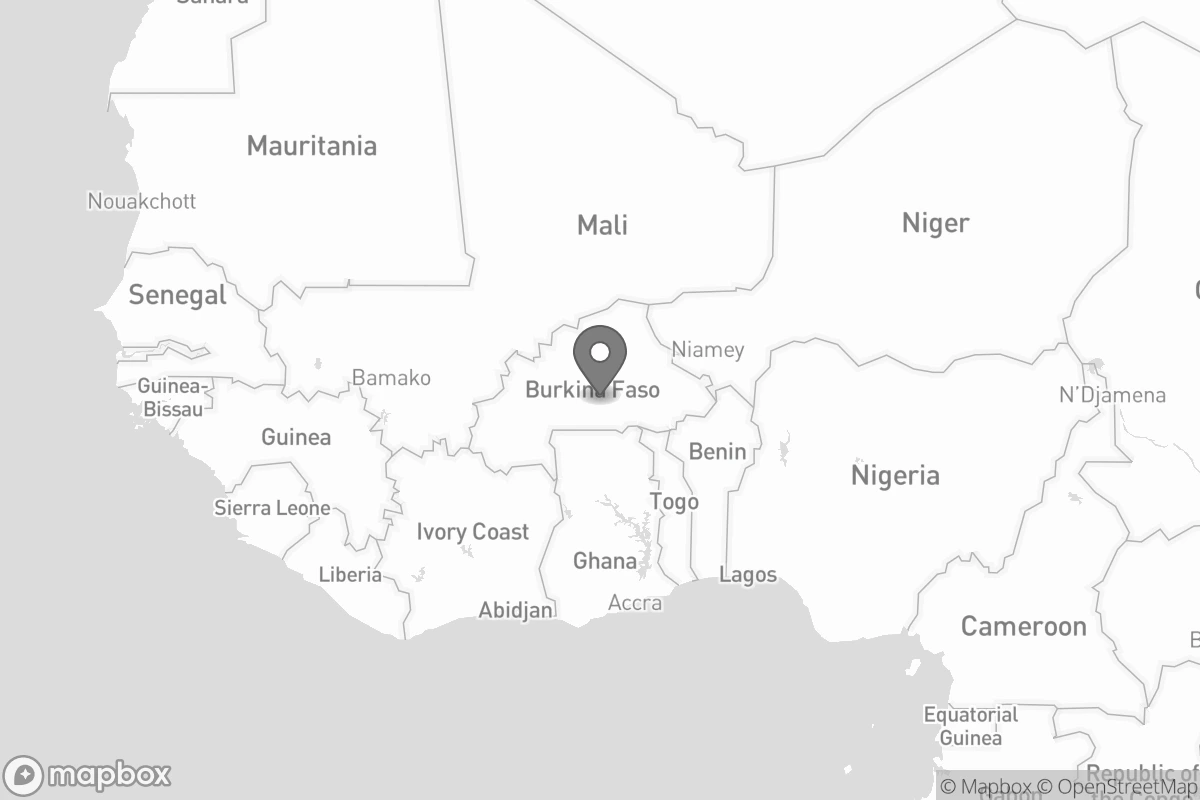 Sahara
Mauritania
Nouakchott
Mali
Niger
Senegal
Niamey
Bamako
Burkina Faso
N'Djamena
Guinea-
Bissau
Guinea
Benin
Nigeria
Togo
Sierra Leone
Ivory Coast
Ghana
Liberia
Lagos
Abidjan
Accra
Cameroon
Equatorial
Guinea
Republic of
mapbox
© Mapbox © OpenStreetMap